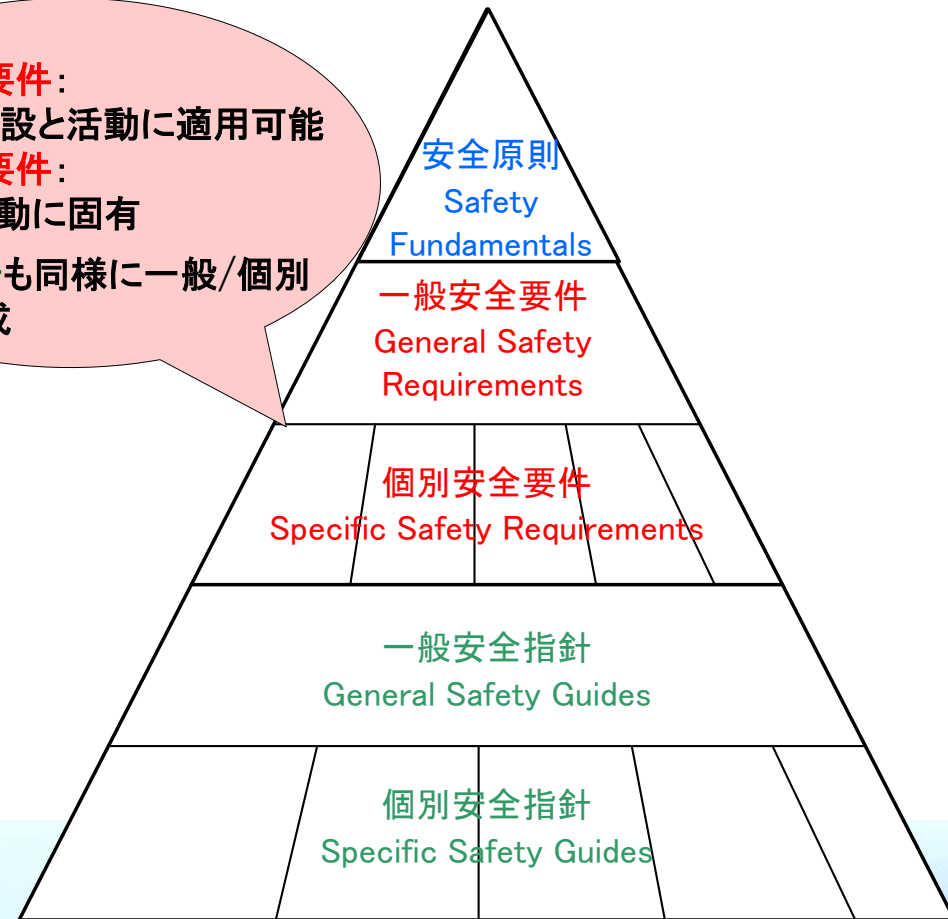 要件：
設と活動に適用可能
要件：
動に固有
も同様に一般/個別
安全原則
Safety
Fundamentals
一般安全要件
General Safety
Requirements
個別安全要件
Specific Safety Requirements
一般安全指針
General Safety Guides
個別安全指針
Specific Safety Guides